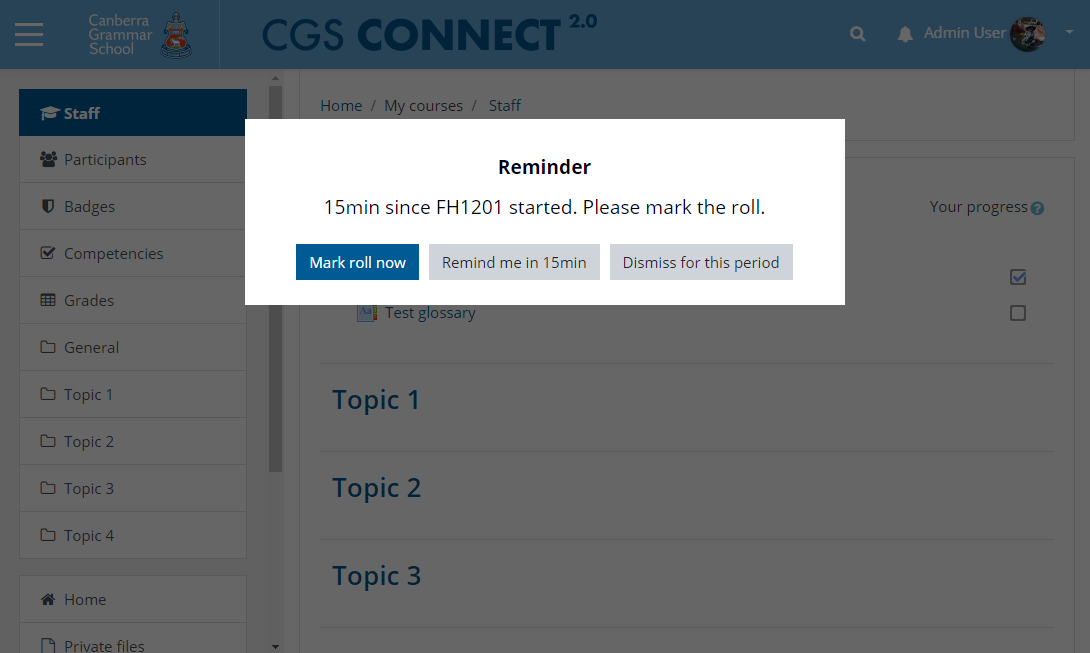 Canberra
Grammar
School
CGS CONNECT 2.0
Admin User
Staff
Participants
Badges
Competencies
Grades
General
Topic 1
Topic 2
Topic 3
Topic 4
Home
Private files
Home / My courses / Staff
Your progress
Reminder
15min since FH1201 started. Please mark the roll.
Mark roll now
Remind me in 15min
Dismiss for this period
Test glossary
Topic 1
Topic 2
Topic 3